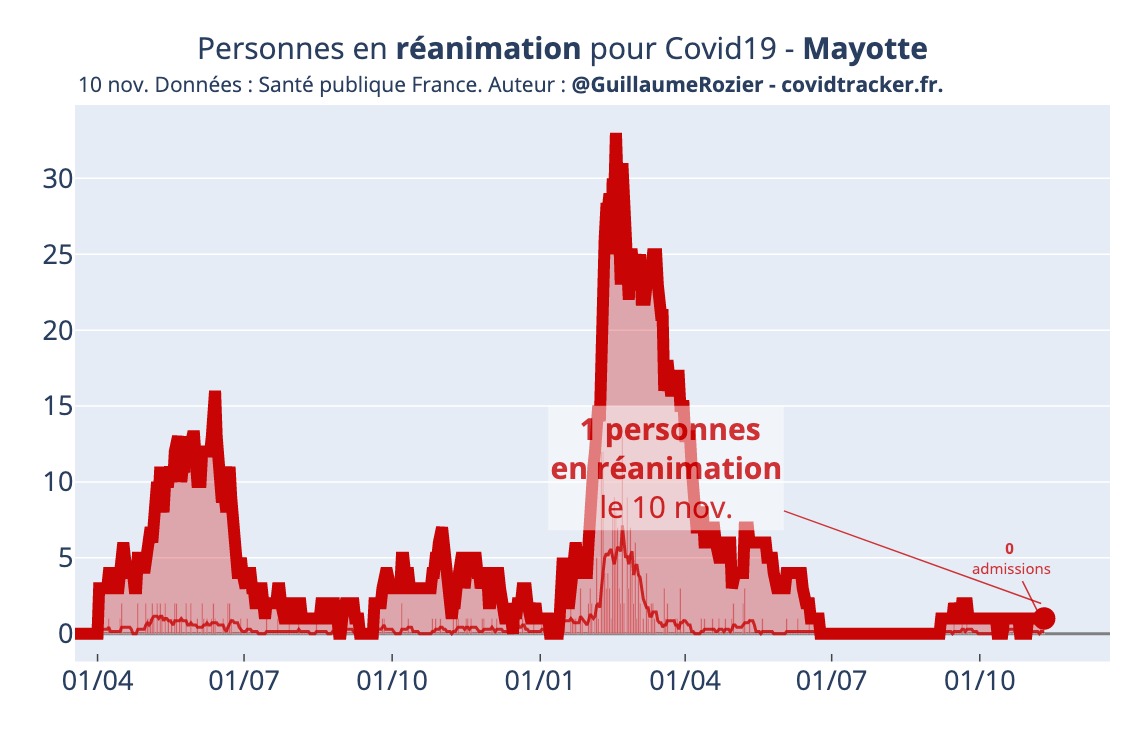 Personnes en réanimation pour Covid19 - Mayotte
10 nov. Données : Santé publique France. Auteur : @GuillaumeRozier - covidtracker.fr.
30
25
20
15
10
5
0
1 personnes
en réanimation
le 10 nov.
0
admissions
01/04
01/07
01/10
01/01
01/04
01/07
01/10